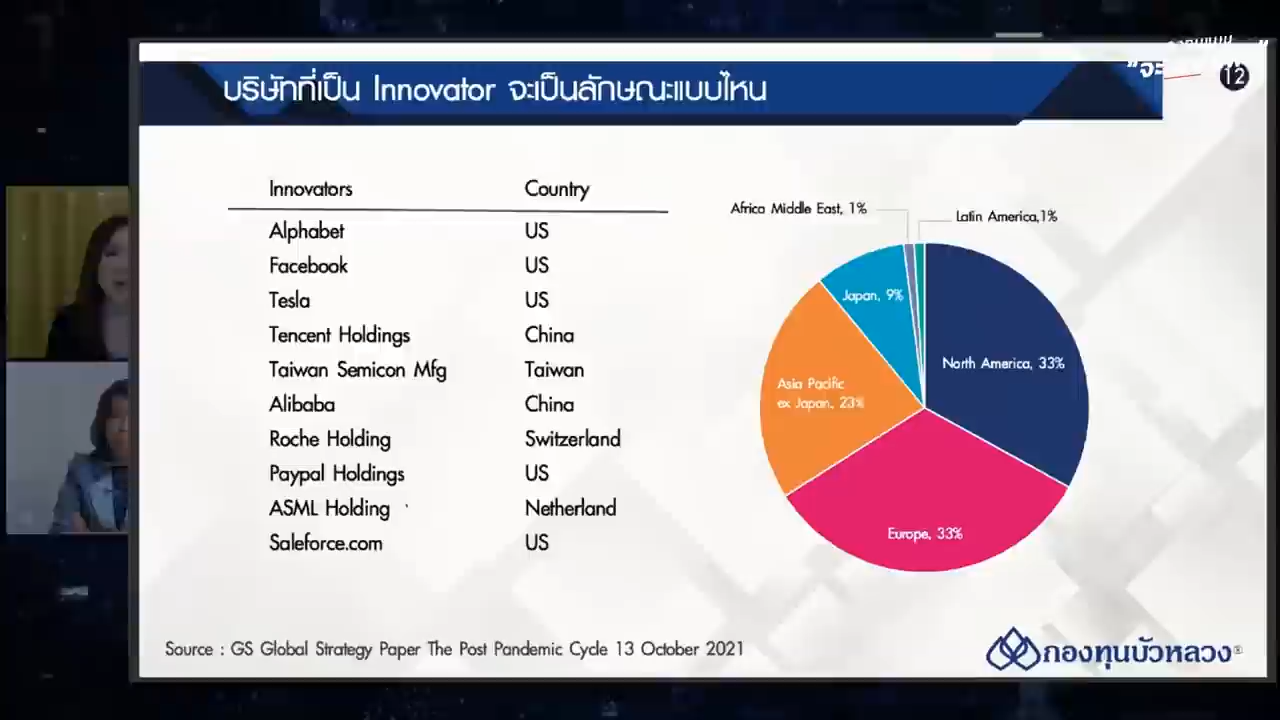 บริษัทที่เป็น Innovator จะเป็นลักษณะแบบไหน
12
Innovators Country
Alphabet US
Facebook US
Tesla US
Tencent Holdings China
Taiwan Semicon Mfg Taiwan
Alibaba China
Roche Holding Switzerland
Paypal Holdings US
ASML Holding Netherland
Saleforce.com US
Africa Middle East, 1%
Latin America,1%
Japan, 9%
North America, 33%
Asia Pacific
ex Japan, 23%
Europe, 33%
Source : GS Global Strategy Paper The Post Pandemic Cycle 13 October 2021
กองทุนบัวหลวง®